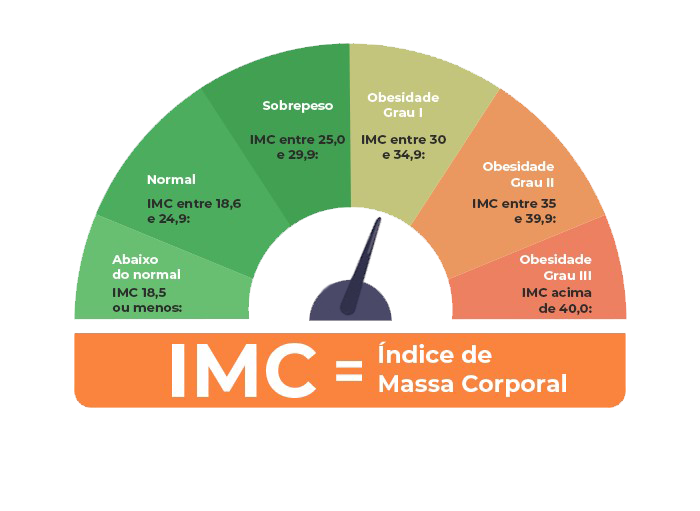 Sobrepeso
IMC entre 25,0
e 29,9:
Obesidade
Grau I
IMC entre 30
e 34,9:
Normal
IMC entre 18,6
e 24,9:
Obesidade
Grau II
IMC entre 35
e 39,9:
Abaixo
do normal
IMC 18,5
ou menos:
Obesidade
Grau III
IMC acima
de 40,0:
IMC = Índice de
Massa Corporal